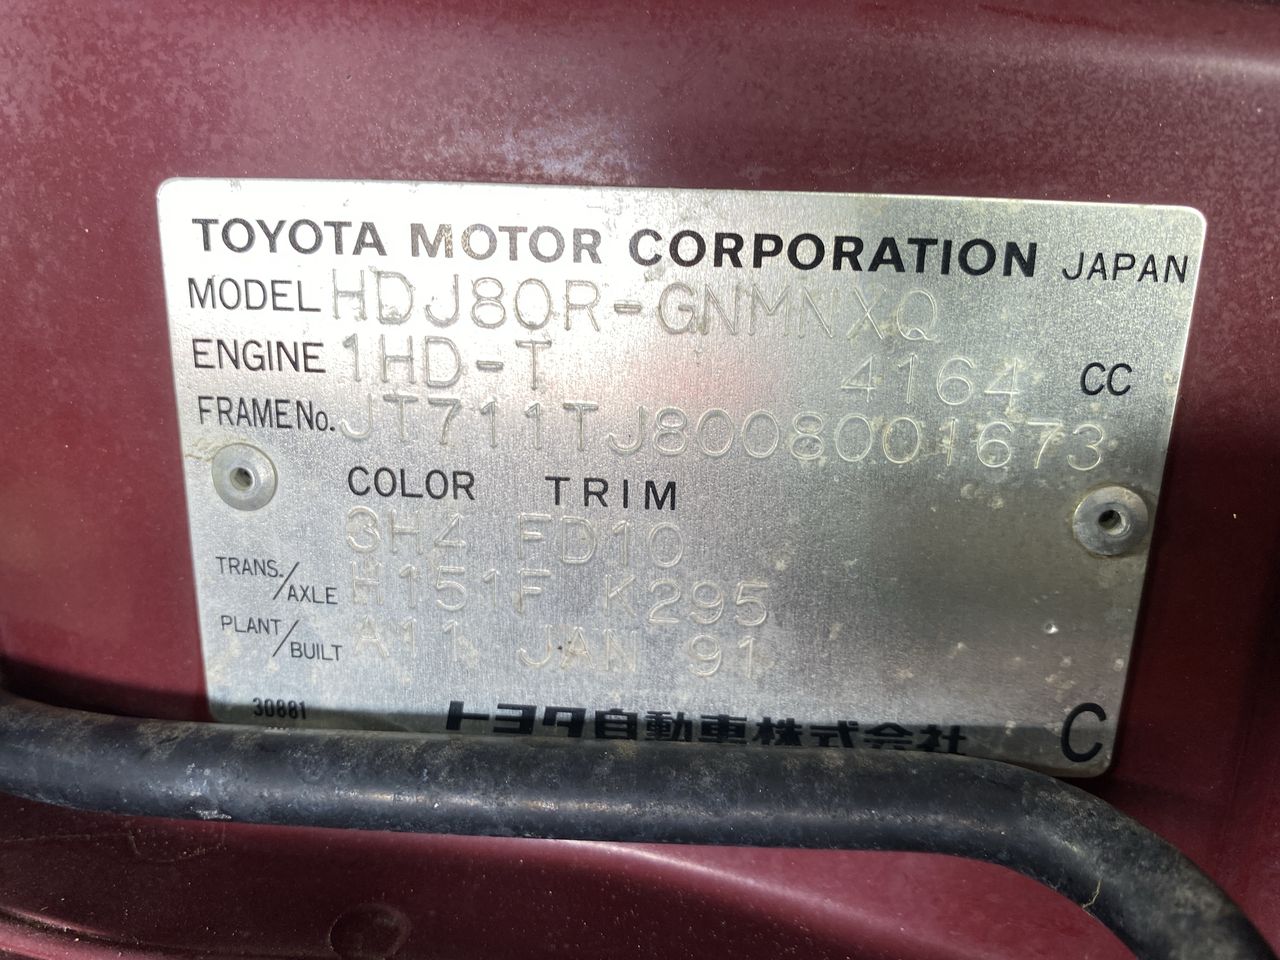 TOYOTA MOTOR CORPORATION JAPAN
MODEL HDJ80R-GNMNXQ
ENGINE 1HD-T 4164 CC
FRAME No. JT711TJ8008001673
COLOR TRIM
3H4 FD10
TRANS./AXLE H151F K295
PLANT/BUILT A11 JAN 91
30881
トヨタ自動車株式会社 C